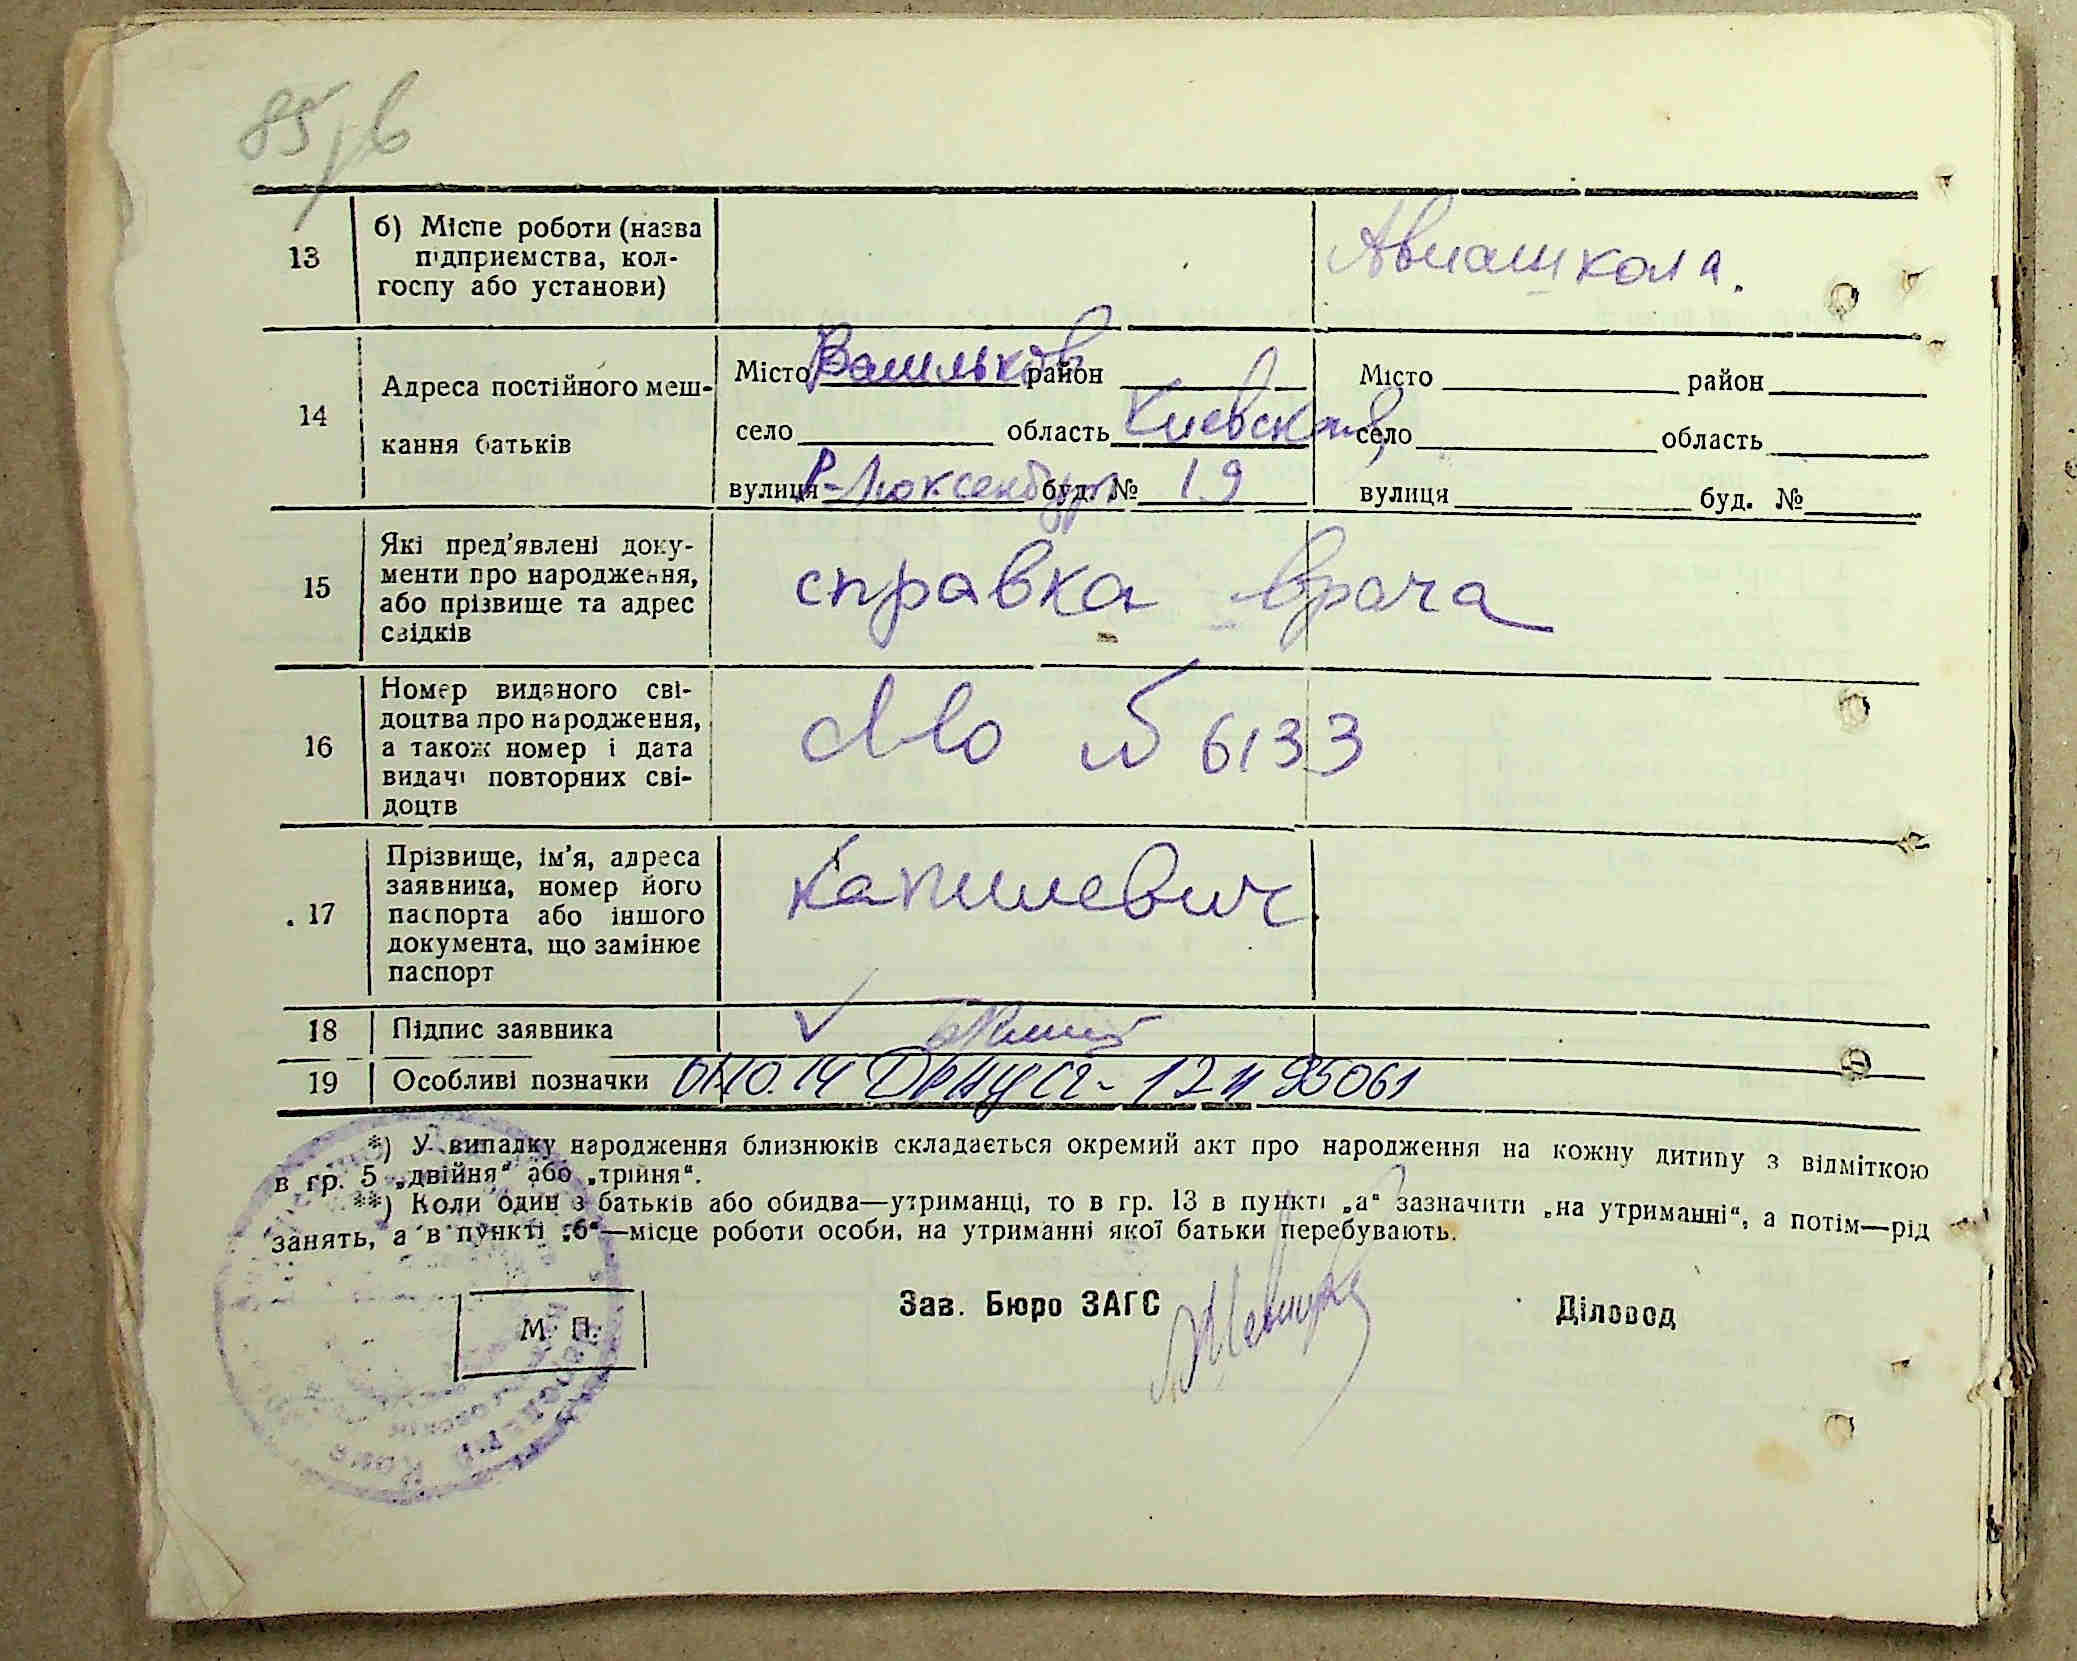 13
б) Місце роботи (назва
підприємства, кол-
госпу або установи)
Авиашкола.
14
Адреса постійного меш-
кання батьків
Місто Васильков район
село область Киевская
вулиця Р-Люксенбург буд. № 19
Місто район
село область
вулиця буд. №
15
Які пред'явлені доку-
менти про народження,
або прізвище та адрес
свідків
справка врача
16
Номер виданого сві-
доцтва про народження,
а також номер і дата
видачі повторних сві-
доцтв
№ 6133
17
Прізвище, ім'я, адреса
заявника, номер його
паспорта або іншого
документа, що замінює
паспорт
Капилевич
18 Підпис заявника
19 Особливі позначки 12 н 95061
*) У випадку народження близнюків складається окремий акт про народження на кожну дитину з відміткою
в гр. 5 „двійня“ або „трійня“.
**) Коли один з батьків або обидва—утриманці, то в гр. 13 в пункті „а“ зазначити „на утриманні“, а потім—рід
занять, а в пункті „б“—місце роботи особи, на утриманні якої батьки перебувають.
М. П.
Зав. Бюро ЗАГС
Діловод